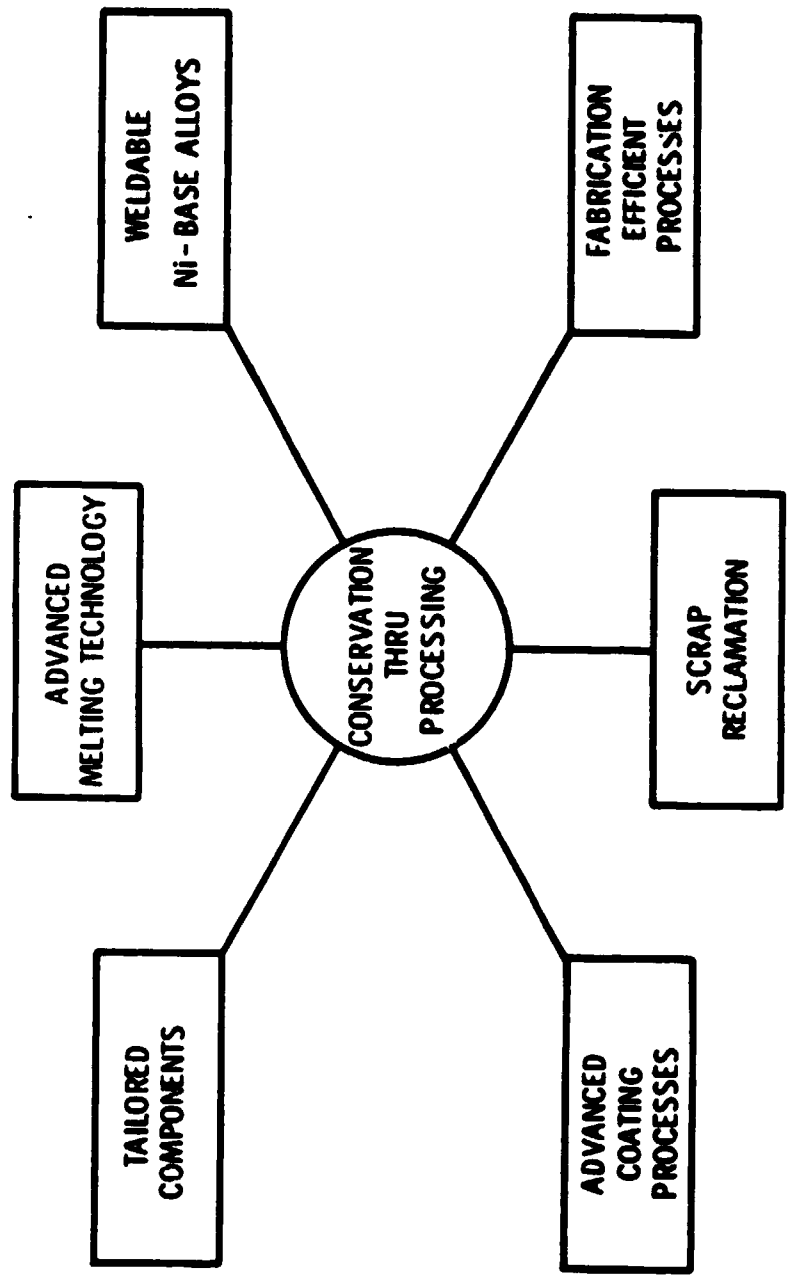 TAILORED
COMPONENTS
ADVANCED
MELTING TECHNOLOGY
WELDABLE
Ni-BASE ALLOYS
CONSERVATION
THRU
PROCESSING
ADVANCED
COATING
PROCESSES
SCRAP
RECLAMATION
FABRICATION
EFFICIENT
PROCESSES